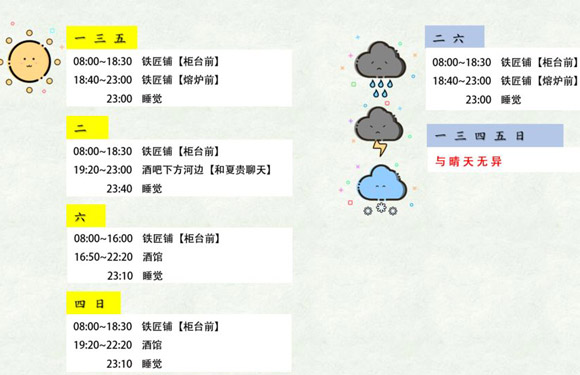 一 三 五
08:00~18:30 铁匠铺【柜台前】
18:40~23:00 铁匠铺【熔炉前】
23:00 睡觉
二
08:00~18:30 铁匠铺【柜台前】
19:20~23:00 酒吧下方河边【和夏贵聊天】
23:40 睡觉
六
08:00~16:00 铁匠铺【柜台前】
16:50~22:20 酒馆
23:10 睡觉
四 日
08:00~18:30 铁匠铺【柜台前】
19:20~22:20 酒馆
23:10 睡觉
二 六
08:00~18:30 铁匠铺【柜台前】
18:40~23:00 铁匠铺【熔炉前】
23:00 睡觉
一 三 四 五 日
与晴天无异